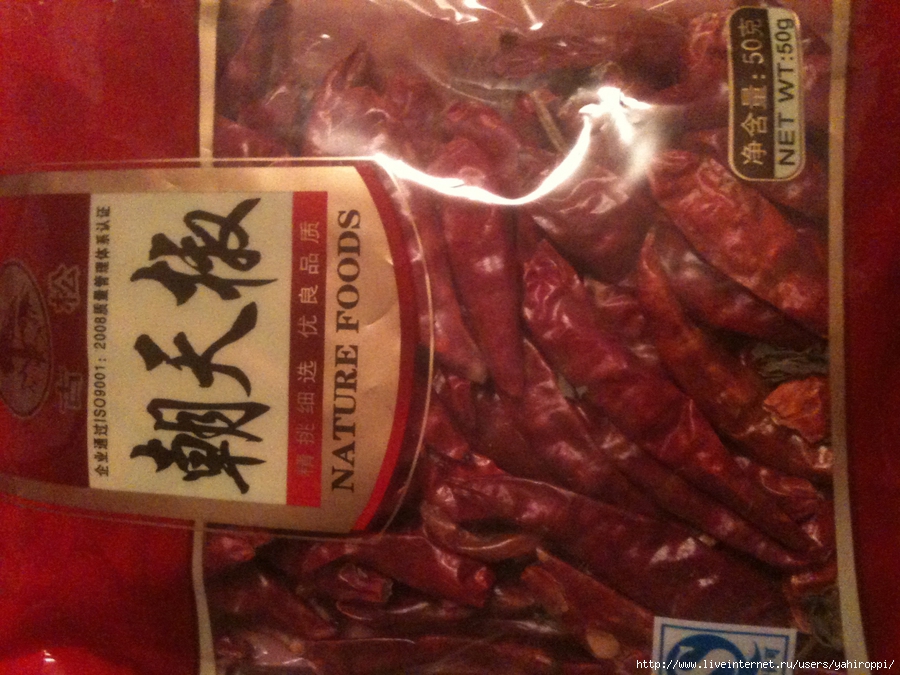 古松
企业通过ISO9001：2008质量管理体系认证
朝天椒
精挑细选 优良品质
NATURE FOODS
净含量：50克
NET WT:50g
http://www.liveinternet.ru/users/yahiroppi/